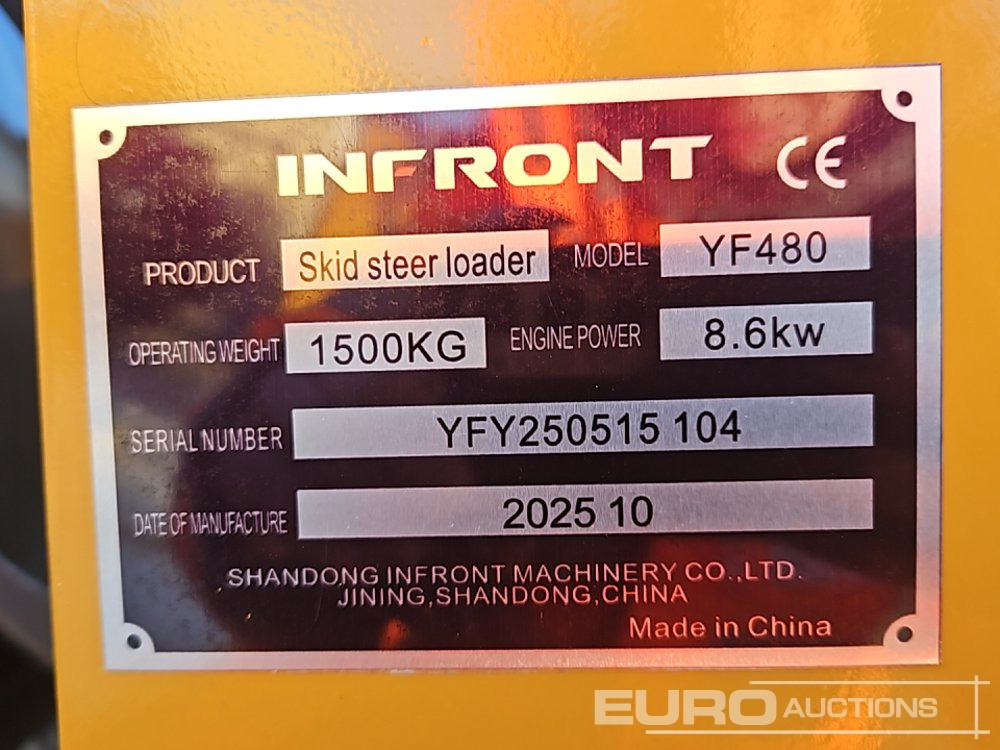 INFRONT CE
PRODUCT Skid steer loader MODEL YF480
OPERATING WEIGHT 1500KG ENGINE POWER 8.6kw
SERIAL NUMBER YFY250515 104
DATE OF MANUFACTURE 2025 10
SHANDONG INFRONT MACHINERY CO.,LTD.
JINING,SHANDONG,CHINA
Made in China
EURO AUCTIONS